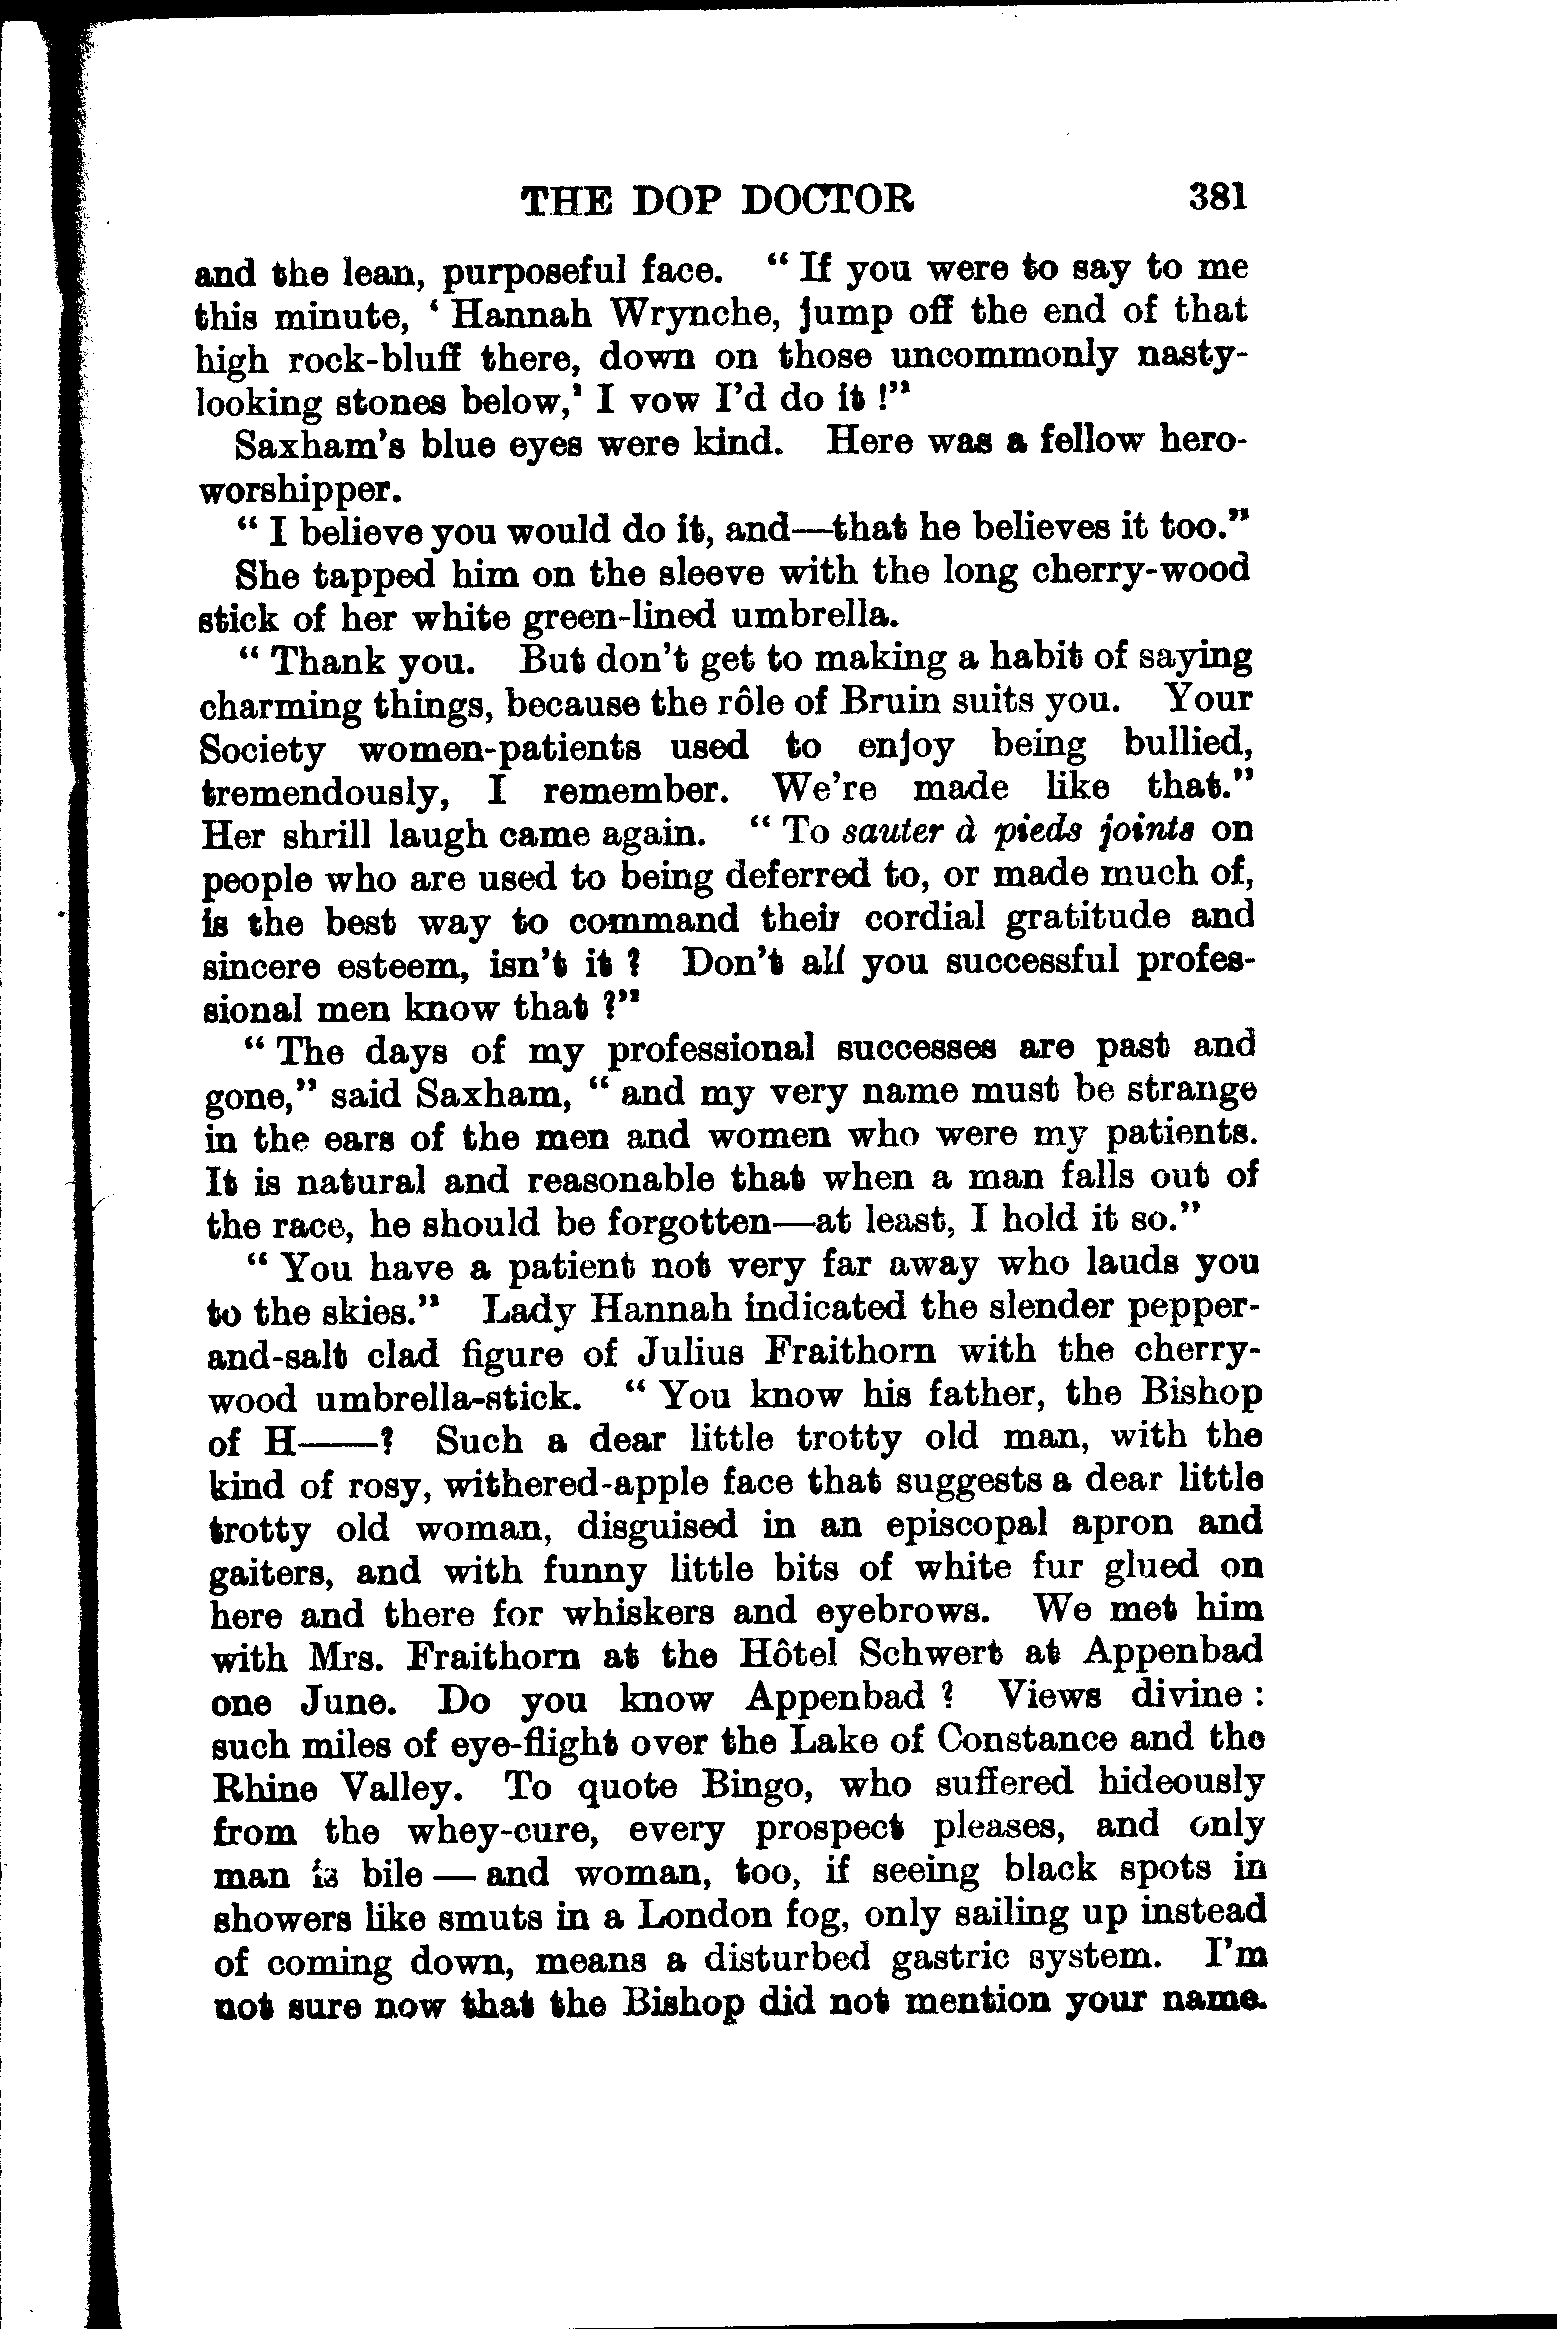 THE DOP DOCTOR 381
and the lean, purposeful face. “ If you were to say to me
this minute, ‘ Hannah Wrynche, jump off the end of that
high rock-bluff there, down on those uncommonly nasty-
looking stones below,’ I vow I’d do it !”
Saxham’s blue eyes were kind. Here was a fellow hero-
worshipper.
“ I believe you would do it, and—that he believes it too.”
She tapped him on the sleeve with the long cherry-wood
stick of her white green-lined umbrella.
“ Thank you. But don’t get to making a habit of saying
charming things, because the rôle of Bruin suits you. Your
Society women-patients used to enjoy being bullied,
tremendously, I remember. We’re made like that.”
Her shrill laugh came again. “ To sauter à pieds joints on
people who are used to being deferred to, or made much of,
is the best way to command their cordial gratitude and
sincere esteem, isn’t it ? Don’t all you successful profes-
sional men know that ?”
“ The days of my professional successes are past and
gone,” said Saxham, “ and my very name must be strange
in the ears of the men and women who were my patients.
It is natural and reasonable that when a man falls out of
the race, he should be forgotten—at least, I hold it so.”
“ You have a patient not very far away who lauds you
to the skies.” Lady Hannah indicated the slender pepper-
and-salt clad figure of Julius Fraithorn with the cherry-
wood umbrella-stick. “ You know his father, the Bishop
of H——? Such a dear little trotty old man, with the
kind of rosy, withered-apple face that suggests a dear little
trotty old woman, disguised in an episcopal apron and
gaiters, and with funny little bits of white fur glued on
here and there for whiskers and eyebrows. We met him
with Mrs. Fraithorn at the Hôtel Schwert at Appenbad
one June. Do you know Appenbad ? Views divine :
such miles of eye-flight over the Lake of Constance and the
Rhine Valley. To quote Bingo, who suffered hideously
from the whey-cure, every prospect pleases, and only
man is bile — and woman, too, if seeing black spots in
showers like smuts in a London fog, only sailing up instead
of coming down, means a disturbed gastric system. I’m
not sure now that the Bishop did not mention your name.